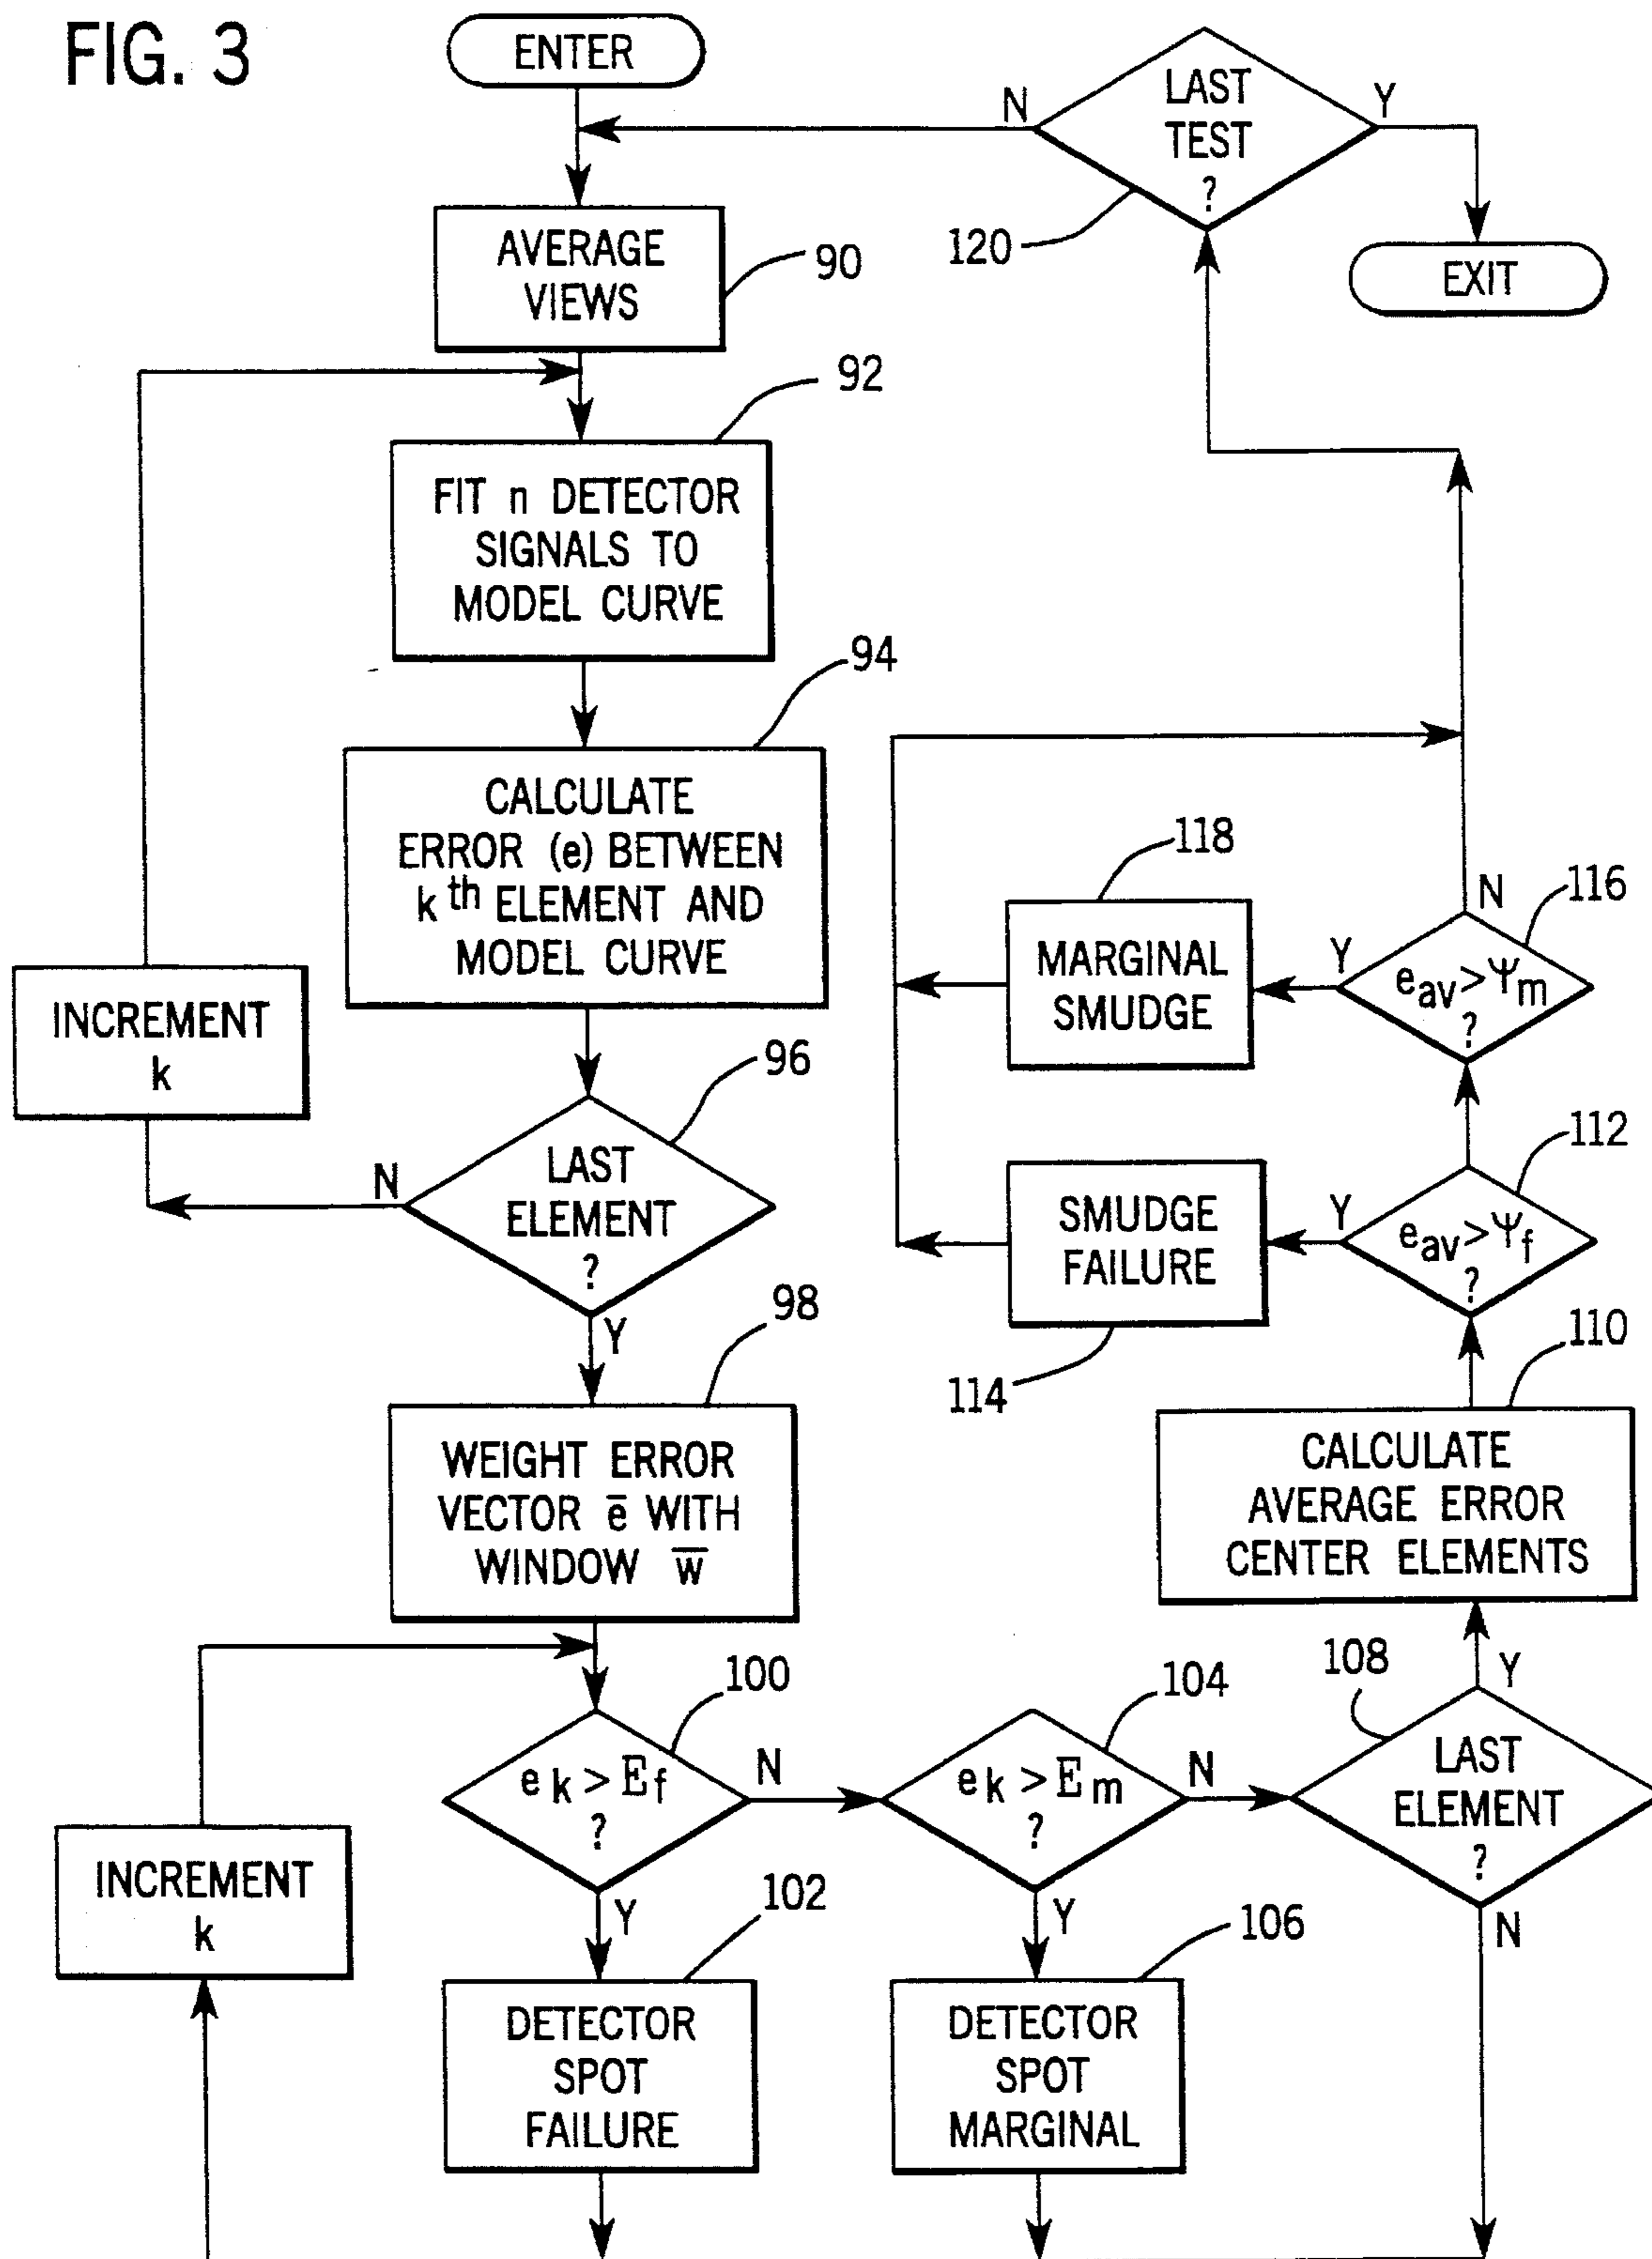 FIG. 3
ENTER
LAST
TEST
?
N
Y
120
EXIT
AVERAGE
VIEWS
90
92
FIT n DETECTOR
SIGNALS TO
MODEL CURVE
94
CALCULATE
ERROR (e) BETWEEN
kth ELEMENT AND
MODEL CURVE
INCREMENT
k
96
LAST
ELEMENT
?
N
Y
98
WEIGHT ERROR
VECTOR e̅ WITH
WINDOW w̅
118
MARGINAL
SMUDGE
Y
N
116
eav>Ψm
?
SMUDGE
FAILURE
114
Y
112
eav>Ψf
?
110
CALCULATE
AVERAGE ERROR
CENTER ELEMENTS
100
ek>Ef
?
N
Y
104
ek>Em
?
N
Y
108
LAST
ELEMENT
?
Y
N
INCREMENT
k
102
DETECTOR
SPOT
FAILURE
106
DETECTOR
SPOT
MARGINAL